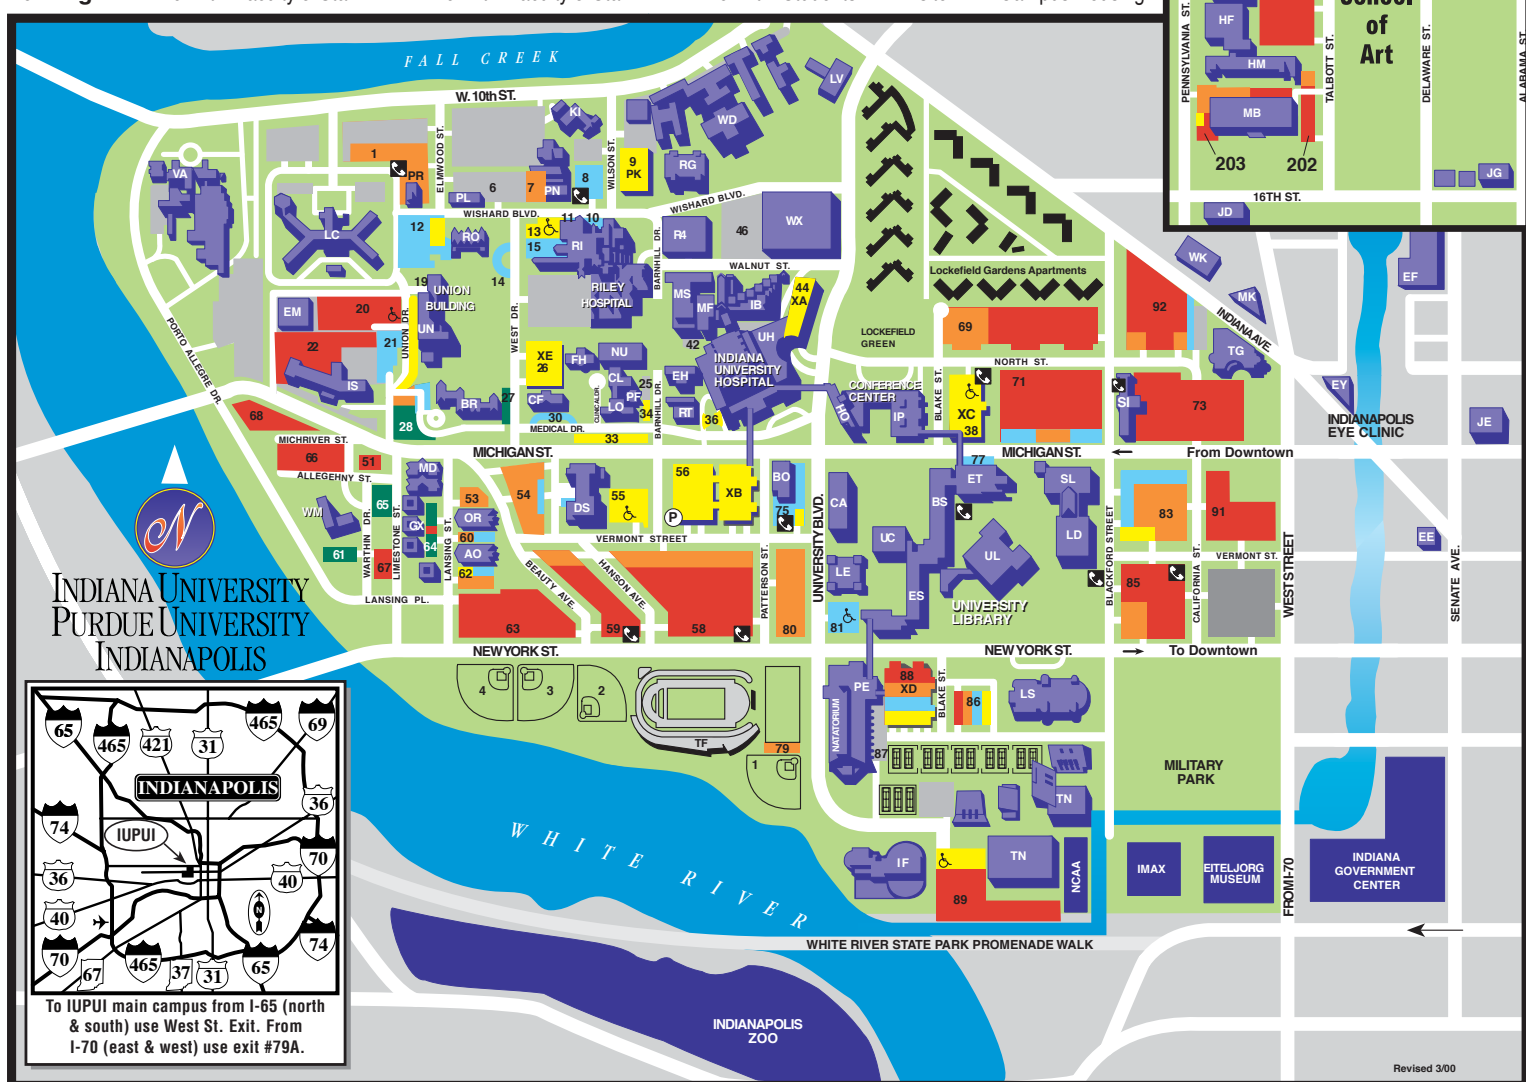 School
of
Art
PENNSYLVANIA ST.
TALBOTT ST.
DELAWARE ST.
ALABAMA ST.
HF
HM
MB
203
202
JG
16TH ST.
JD
FALL CREEK
W. 10th ST.
LV
KI
WD
ELMWOOD ST.
WILSON ST.
1
PR
VA
PL
6
7
PN
8
9
PK
RG
WISHARD BLVD.
WISHARD BLVD.
LC
12
RO
11
10
13
15
RI
R4
46
WX
BARNHILL DR.
WALNUT ST.
19
UNION
BUILDING
14
RILEY
HOSPITAL
MS
MF
IB
44
XA
Lockefield Gardens Apartments
WK
MK
EF
EM
20
UNION DR.
UN
WEST DR.
42
UH
INDIANA
UNIVERSITY
HOSPITAL
LOCKEFIELD
GREEN
69
92
INDIANA AVE.
TG
PORTO ALLEGRE DR.
22
21
IS
XE
26
FH
NU
CL
25
EH
NORTH ST.
CONFERENCE
CENTER
BLAKE ST.
71
SI
73
EY
INDIANAPOLIS
EYE CLINIC
JE
68
28
BR
27
CF
30
LO
PF
34
BARNHILL DR.
RT
36
HO
IP
XC
38
MEDICAL DR.
33
MICHRIVER ST.
66
51
MICHIGAN ST.
MICHIGAN ST.
From Downtown
ALLEGHENY ST.
MD
WM
65
GX
64
53
OR
54
DS
55
56
P
XB
BO
75
CA
77
BS
ET
SL
83
91
61
WARTHIN DR.
LIMESTONE ST.
LANSING ST.
60
AO
62
67
VERMONT STREET
UC
UL
LD
VERMONT ST.
LANSING PL.
BEAUTY AVE.
HANSON AVE.
PATTERSON ST.
UNIVERSITY BLVD.
LE
ES
UNIVERSITY
LIBRARY
BLACKFORD STREET
85
CALIFORNIA ST.
WEST STREET
EE
SENATE AVE.
63
59
58
80
81
NEW YORK ST.
NEW YORK ST.
To Downtown
INDIANA UNIVERSITY
PURDUE UNIVERSITY
INDIANAPOLIS
4
3
2
TF
79
1
PE
NATATORIUM
88
XD
BLAKE ST.
86
LS
87
MILITARY
PARK
TN
IF
TN
89
NCAA
IMAX
EITELJORG
MUSEUM
FROM I-70
INDIANA
GOVERNMENT
CENTER
WHITE RIVER
WHITE RIVER STATE PARK PROMENADE WALK
INDIANAPOLIS
ZOO
65
465
421
31
465
69
INDIANAPOLIS
36
74
IUPUI
70
36
40
40
N
70
67
465
37
31
65
74
To IUPUI main campus from I-65 (north
& south) use West St. Exit. From
I-70 (east & west) use exit #79A.
Revised 3/00